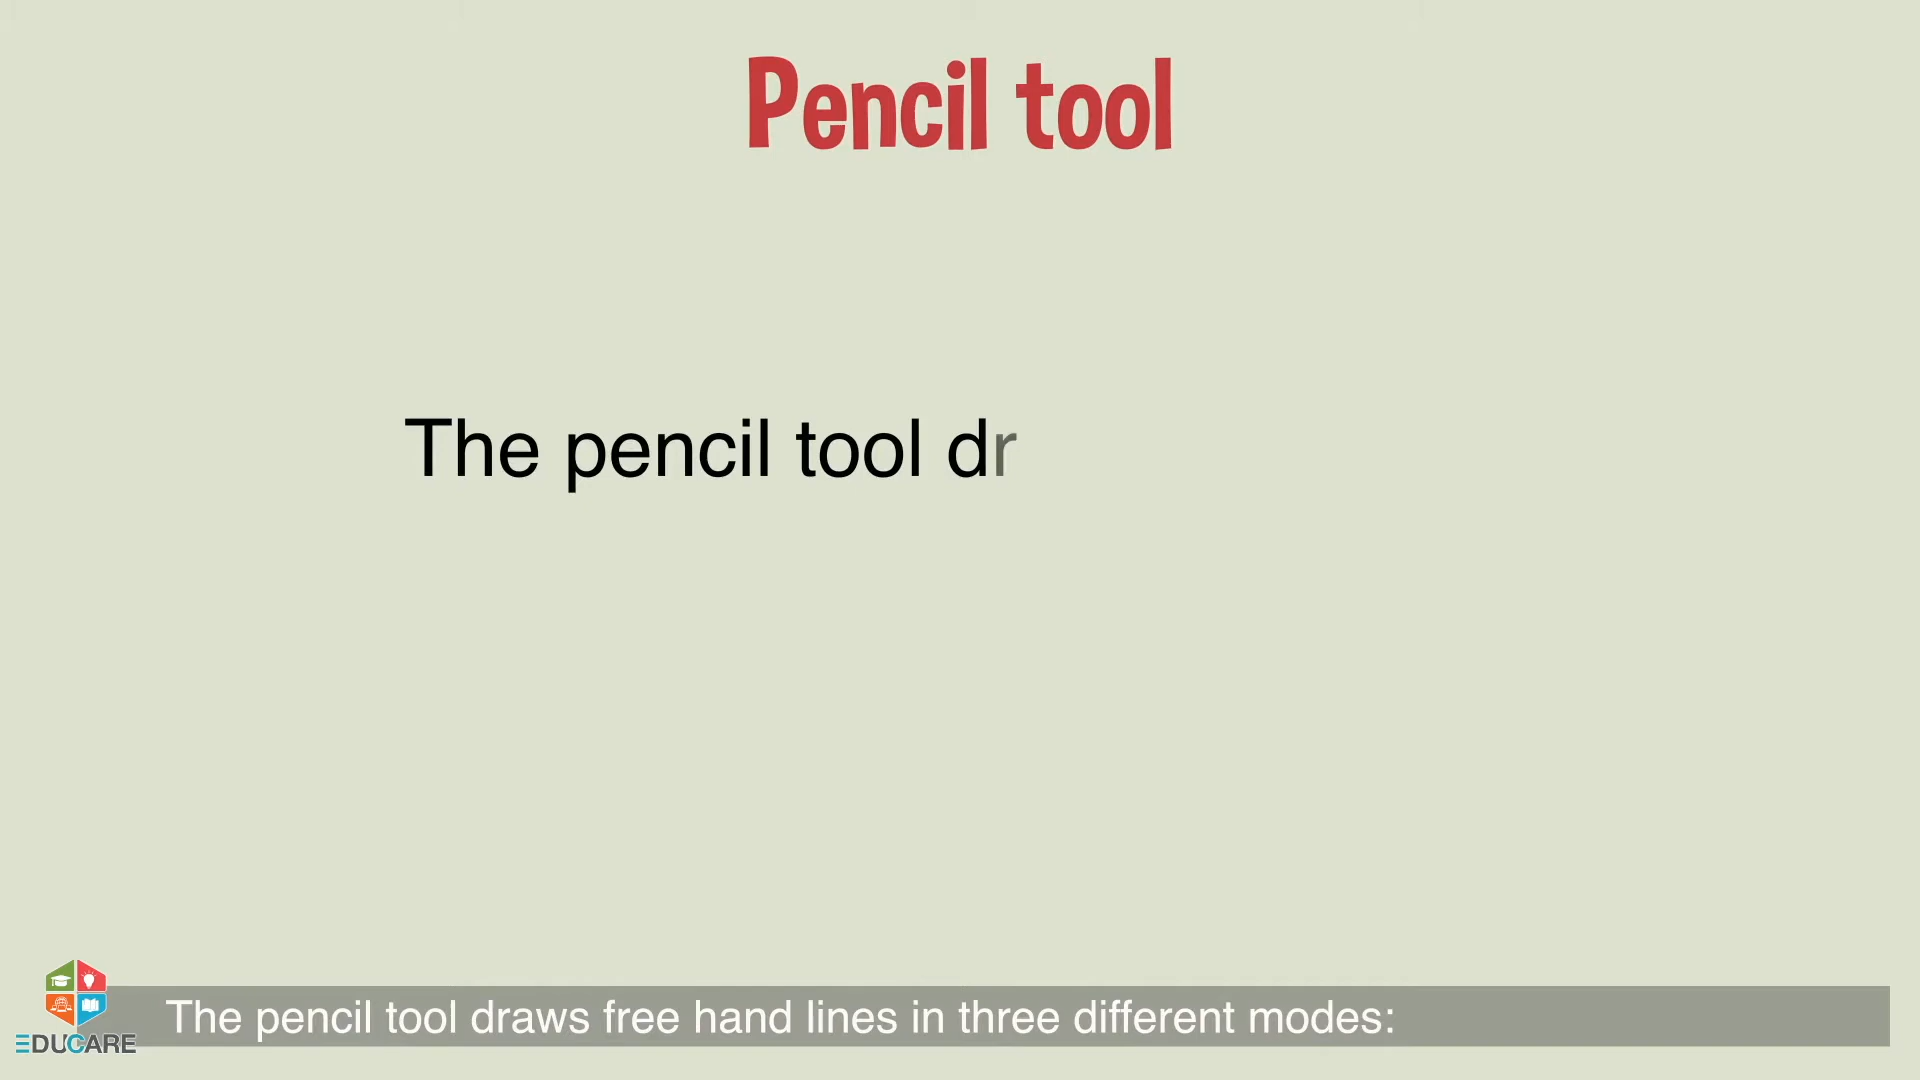 Pencil tool
The pencil tool dr
The pencil tool draws free hand lines in three different modes:
EDUCARE